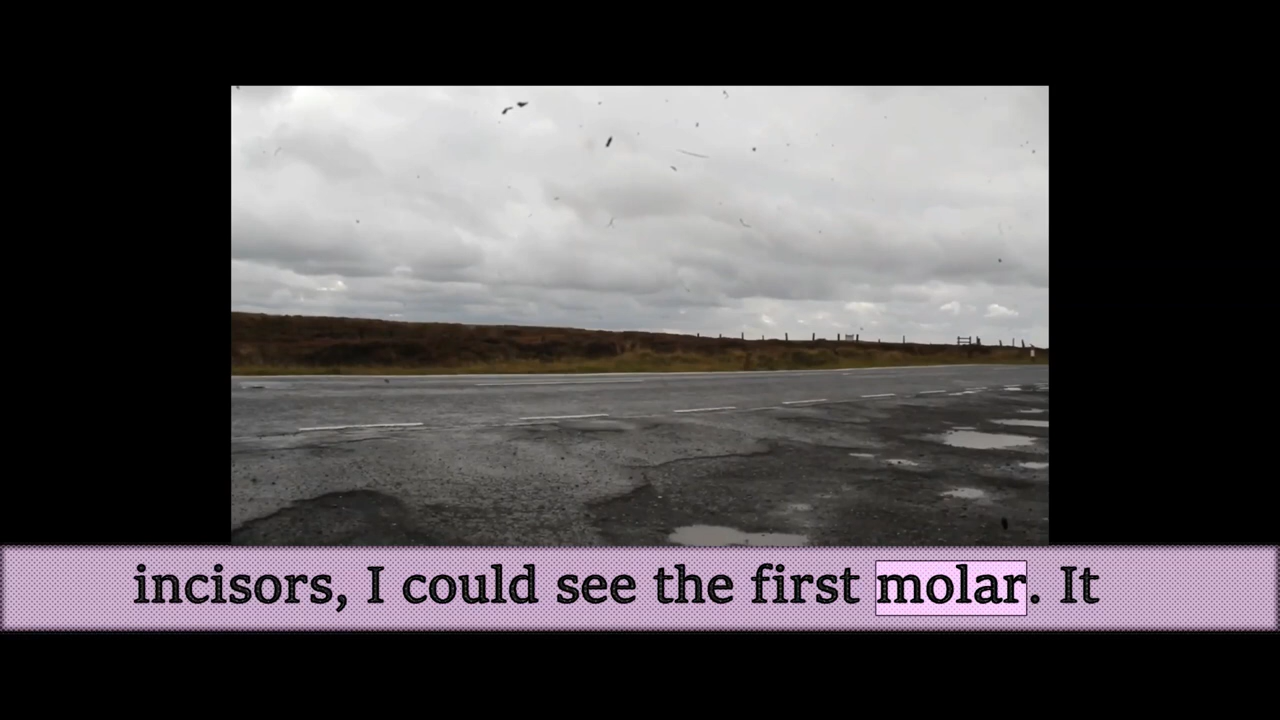 incisors, I could see the first molar. It